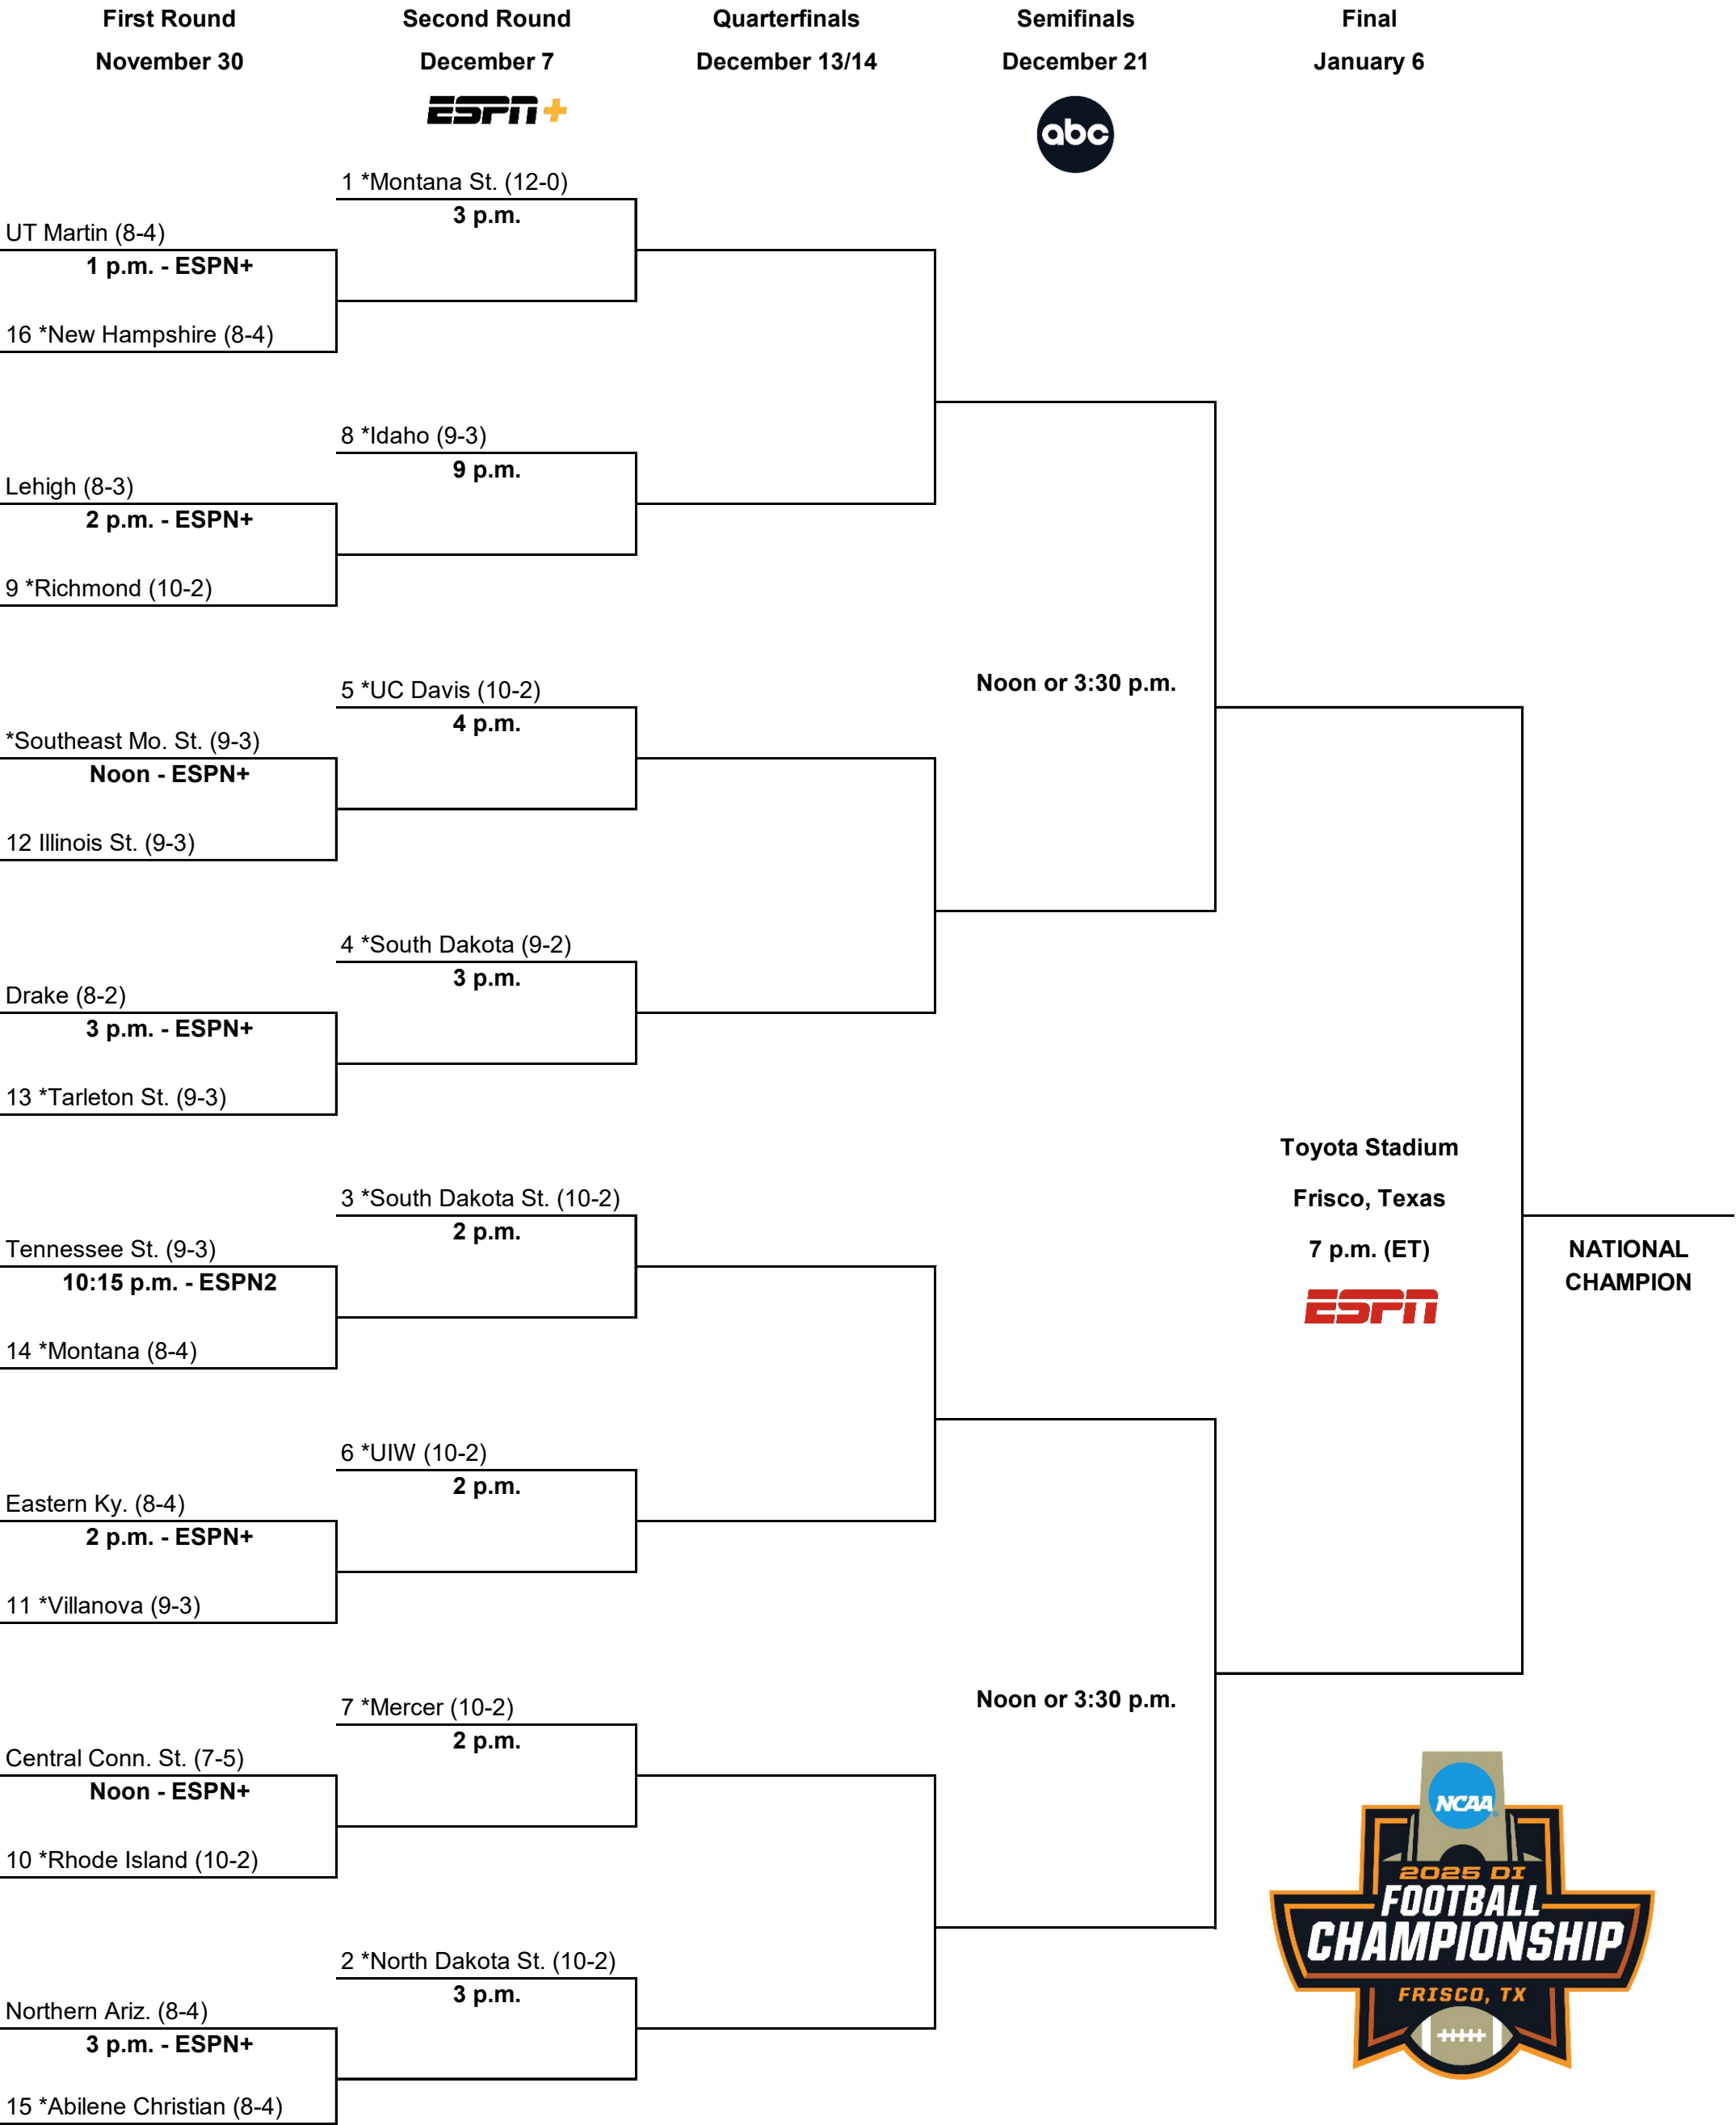 First Round
Second Round
Quarterfinals
Semifinals
Final
November 30
December 7
December 13/14
December 21
January 6
ESPN+
abc
1 *Montana St. (12-0)
3 p.m.
UT Martin (8-4)
1 p.m. - ESPN+
16 *New Hampshire (8-4)
8 *Idaho (9-3)
9 p.m.
Lehigh (8-3)
2 p.m. - ESPN+
9 *Richmond (10-2)
5 *UC Davis (10-2)
Noon or 3:30 p.m.
4 p.m.
*Southeast Mo. St. (9-3)
Noon - ESPN+
12 Illinois St. (9-3)
4 *South Dakota (9-2)
3 p.m.
Drake (8-2)
3 p.m. - ESPN+
13 *Tarleton St. (9-3)
Toyota Stadium
Frisco, Texas
7 p.m. (ET)
ESPN
NATIONAL
CHAMPION
3 *South Dakota St. (10-2)
2 p.m.
Tennessee St. (9-3)
10:15 p.m. - ESPN2
14 *Montana (8-4)
6 *UIW (10-2)
2 p.m.
Eastern Ky. (8-4)
2 p.m. - ESPN+
11 *Villanova (9-3)
7 *Mercer (10-2)
Noon or 3:30 p.m.
2 p.m.
Central Conn. St. (7-5)
Noon - ESPN+
10 *Rhode Island (10-2)
2 *North Dakota St. (10-2)
3 p.m.
Northern Ariz. (8-4)
3 p.m. - ESPN+
15 *Abilene Christian (8-4)
NCAA
2025 DI
FOOTBALL
CHAMPIONSHIP
FRISCO, TX